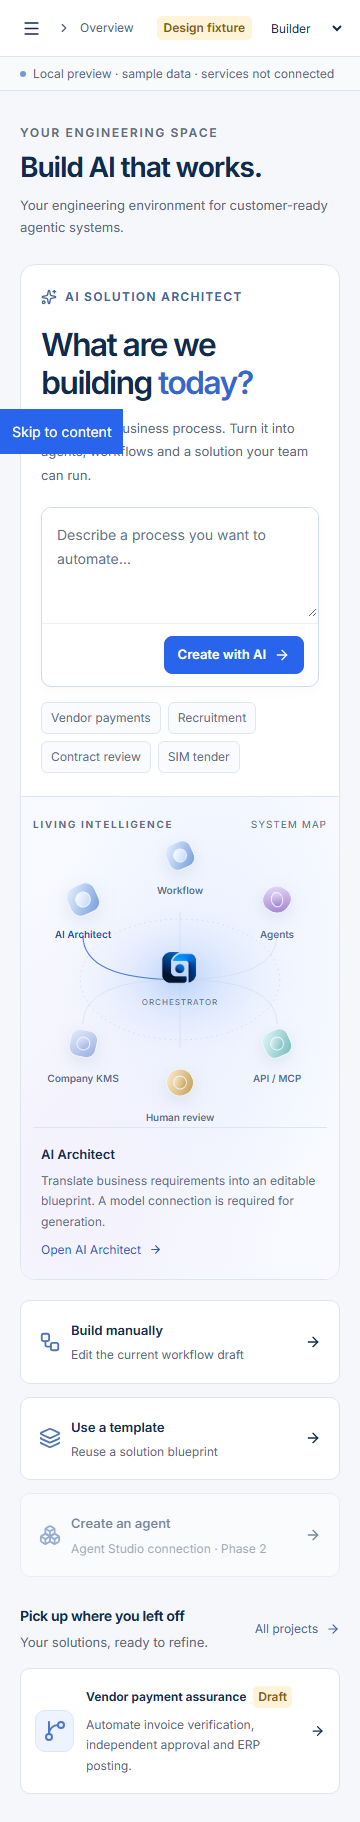 Overview
Design fixture
Builder
Local preview · sample data · services not connected
YOUR ENGINEERING SPACE
Build AI that works.
Your engineering environment for customer-ready
agentic systems.
AI SOLUTION ARCHITECT
What are we
building today?
Skip to content
usiness process. Turn it into
workflows and a solution your team
can run.
Describe a process you want to
automate...
Create with AI
Vendor payments
Recruitment
Contract review
SIM tender
LIVING INTELLIGENCE
SYSTEM MAP
Workflow
AI Architect
Agents
ORCHESTRATOR
Company KMS
API / MCP
Human review
AI Architect
Translate business requirements into an editable
blueprint. A model connection is required for
generation.
Open AI Architect
Build manually
Edit the current workflow draft
Use a template
Reuse a solution blueprint
Create an agent
Agent Studio connection · Phase 2
Pick up where you left off
Your solutions, ready to refine.
All projects
Vendor payment assurance
Draft
Automate invoice verification,
independent approval and ERP
posting.